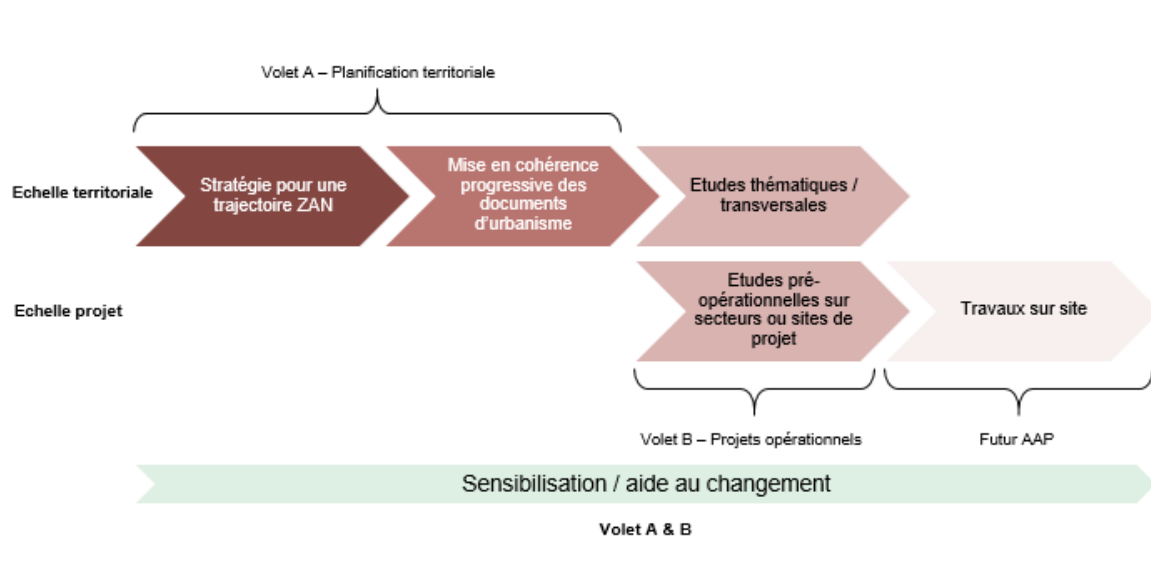 Volet A – Planification territoriale
Echelle territoriale
Stratégie pour une
trajectoire ZAN
Mise en cohérence
progressive des
documents
d'urbanisme
Etudes thématiques /
transversales
Echelle projet
Etudes pré-
opérationnelles sur
secteurs ou sites de
projet
Travaux sur site
Volet B – Projets opérationnels
Futur AAP
Sensibilisation / aide au changement
Volet A & B